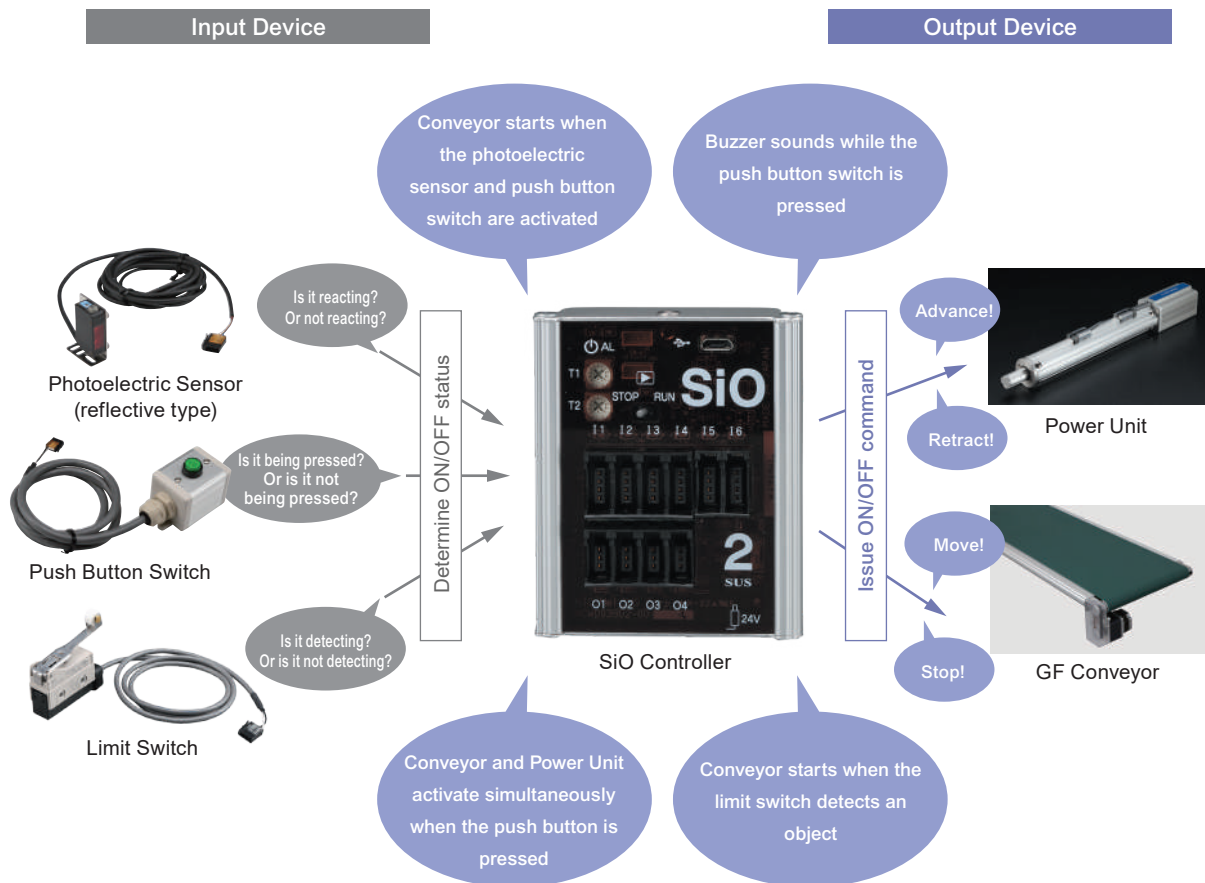 Input Device
Output Device
Conveyor starts when
the photoelectric
sensor and push button
switch are activated
Buzzer sounds while the
push button switch is
pressed
Is it reacting?
Or not reacting?
Photoelectric Sensor
(reflective type)
Is it being pressed?
Or is it not
being pressed?
Push Button Switch
Is it detecting?
Or is it not detecting?
Limit Switch
Determine ON/OFF status
AL
T1
T2
STOP RUN
SiO
I1 I2 I3 I4 I5 I6
2
SUS
O1 O2 O3 O4
24V
SiO Controller
Issue ON/OFF command
Advance!
Retract!
Power Unit
Move!
Stop!
GF Conveyor
Conveyor and Power Unit
activate simultaneously
when the push button is
pressed
Conveyor starts when the
limit switch detects an
object